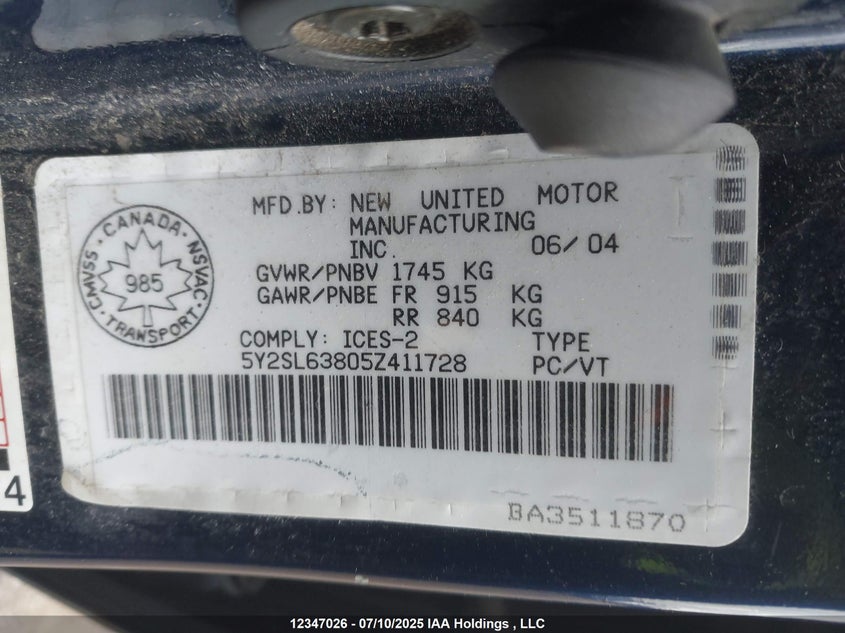 MFD.BY: NEW UNITED MOTOR
MANUFACTURING
INC. 06/04
GVWR/PNBV 1745 KG
GAWR/PNBE FR 915 KG
RR 840 KG
COMPLY: ICES-2 TYPE
5Y2SL63805Z411728 PC/VT
CANADA
CMVSS NSVAC
985
TRANSPORT
BA3511870
4
12347026 - 07/10/2025 IAA Holdings , LLC